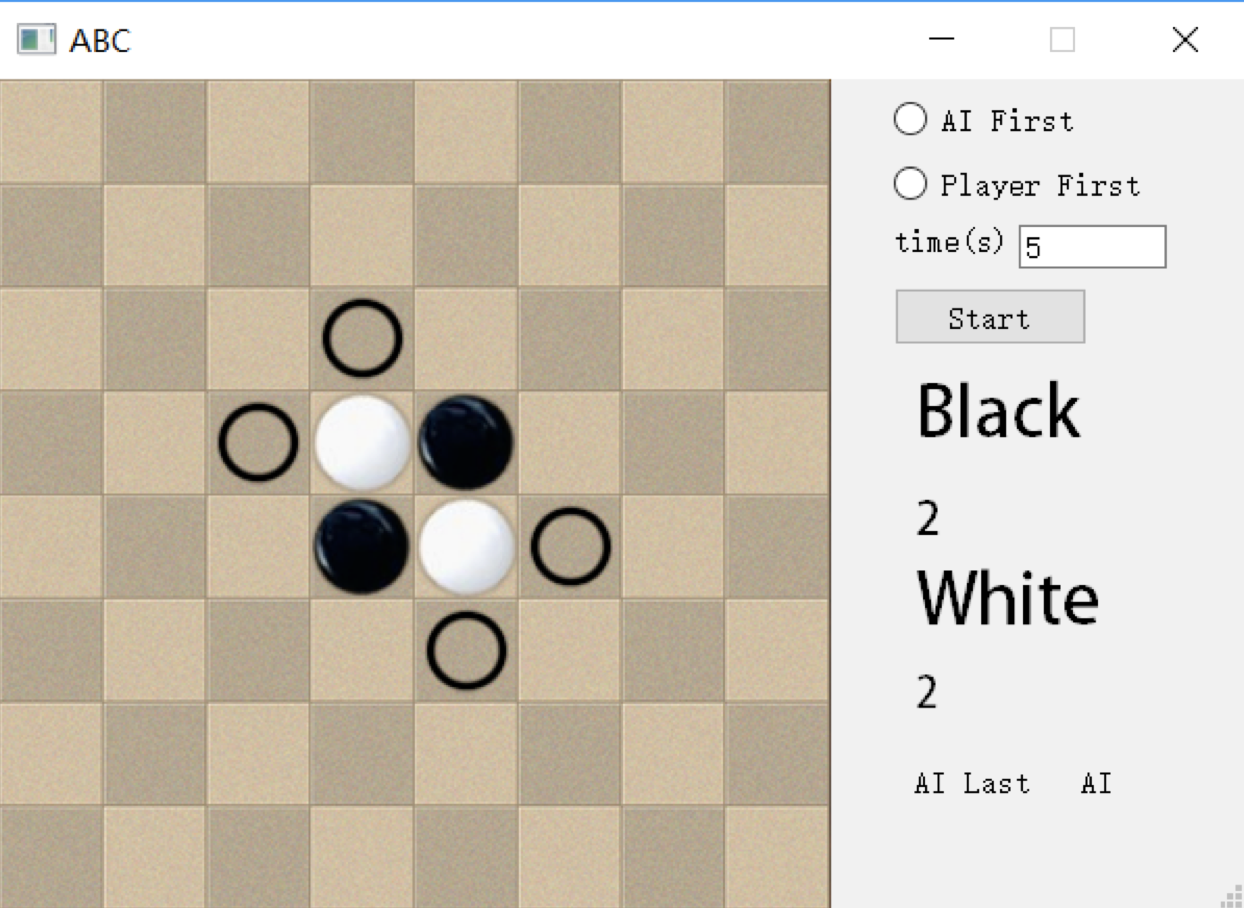 ABC
AI First
Player First
time(s) 5
Start
Black
2
White
2
AI Last AI